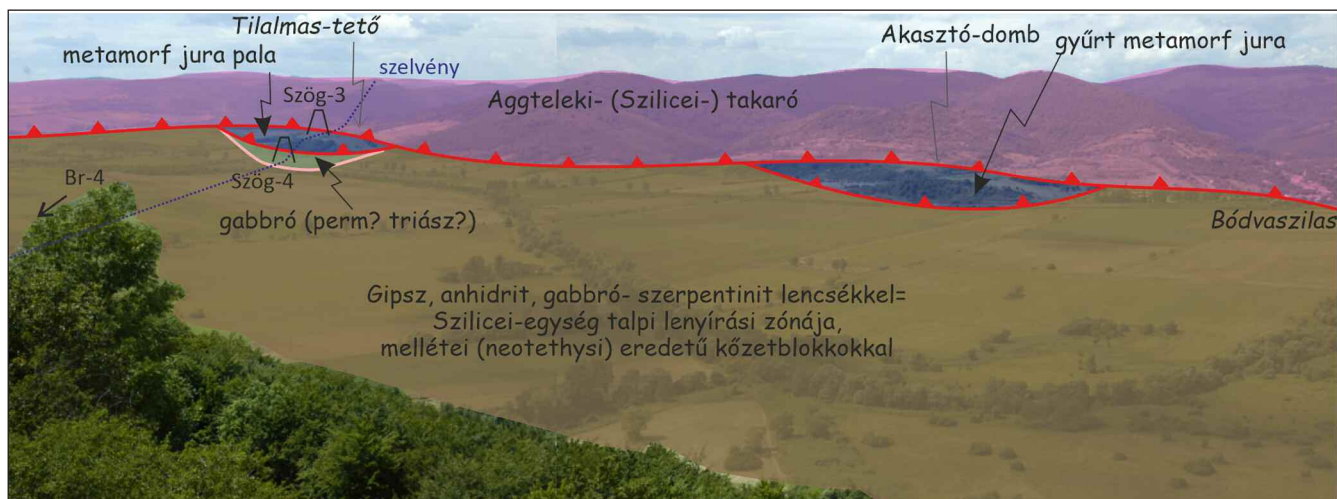 Tilalmas-tető
metamorf jura pala
szelvény
Szög-3
Aggteleki- (Szilicei-) takaró
Akasztó-domb
gyűrt metamorf jura
Br-4
Szög-4
gabbró (perm? triász?)
Bódvaszilas
Gipsz, anhidrit, gabbró- szerpentinit lencsékkel=
Szilicei-egység talpi lenyírási zónája,
mellétei (neotethysi) eredetű kőzetblokkokkal